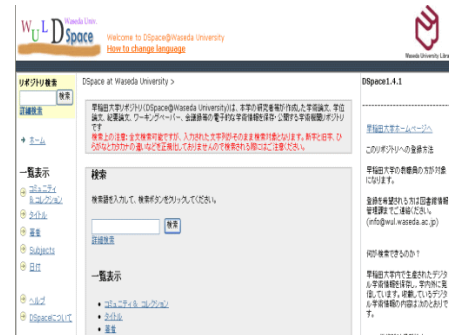 WUL DSpace Waseda Univ.
Welcome to DSpace@Waseda University
How to change language
Waseda University Library
リポジトリ検索
検索
詳細検索
ホーム
一覧表示
コミュニティ
& コレクション
タイトル
著者
Subjects
日付
ヘルプ
DSpaceについて
DSpace at Waseda University >
早稲田大学リポジトリ(DSpace@Waseda University)は、本学の研究者等が作成した学術論文、学位
論文、紀要論文、ワーキングペーパー、会議録等の電子的な学術情報を保存・公開する学術機関リポジトリ
です
検索上の注意: 全文検索可能ですが、入力された文字列がそのまま検索対象となります。新字と旧字、ひ
らがなとカタカナの違いなどを正規化しておりませんので検索される際にはご注意ください。
検索
検索語を入力して、検索ボタンをクリックしてください。
検索
詳細検索
一覧表示
コミュニティ & コレクション
タイトル
著者
DSpace1.4.1
早稲田大学ホームページへ
このリポジトリへの登録方法
早稲田大学の教職員の方が対象
になります。
登録を希望される方は図書館情報
管理課までご連絡ください。
(info@wul.waseda.ac.jp)
何が検索できるのか?
早稲田大学内で生産されたデジタ
ル学術情報を保存し、学内外に発
信しています。収載しているデジタ
ル学術情報の内容は次のとおりで
す。